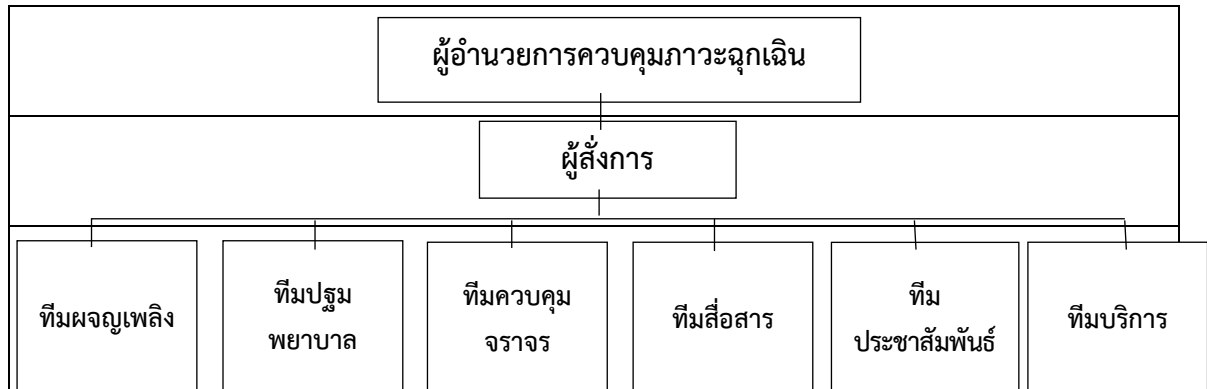 ผู้อำนวยการควบคุมภาวะฉุกเฉิน
ผู้สั่งการ
ทีมผจญเพลิง
ทีมปฐม
พยาบาล
ทีมควบคุม
จราจร
ทีมสื่อสาร
ทีม
ประชาสัมพันธ์
ทีมบริการ